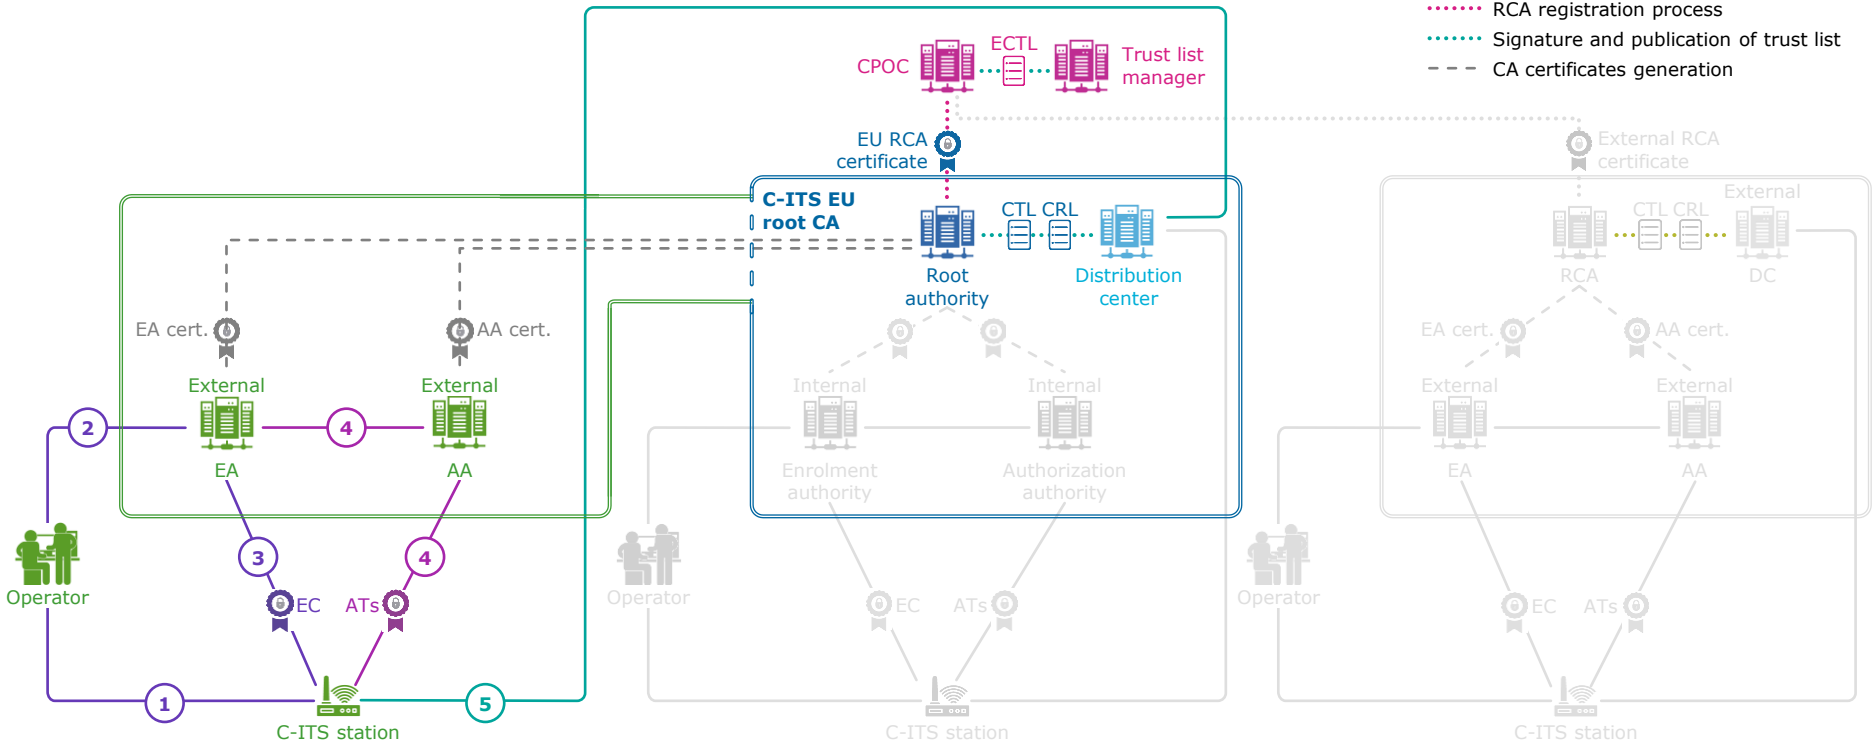 RCA registration process
Signature and publication of trust list
CA certificates generation
CPOC
ECTL
Trust list
manager
EU RCA
certificate
External RCA
certificate
C-ITS EU
root CA
CTL CRL
Root
authority
Distribution
center
External
CTL CRL
RCA
DC
EA cert.
AA cert.
EA cert.
AA cert.
External
External
Internal
Internal
External
External
2
4
EA
AA
Enrolment
authority
Authorization
authority
EA
AA
3
4
Operator
EC
ATs
Operator
EC
ATs
Operator
EC
ATs
1
5
C-ITS station
C-ITS station
C-ITS station